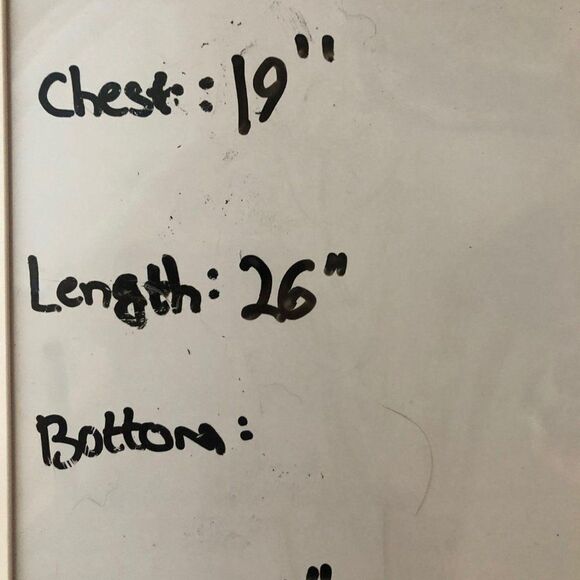 Chest: 19"
Length: 26"
Bottom:
"